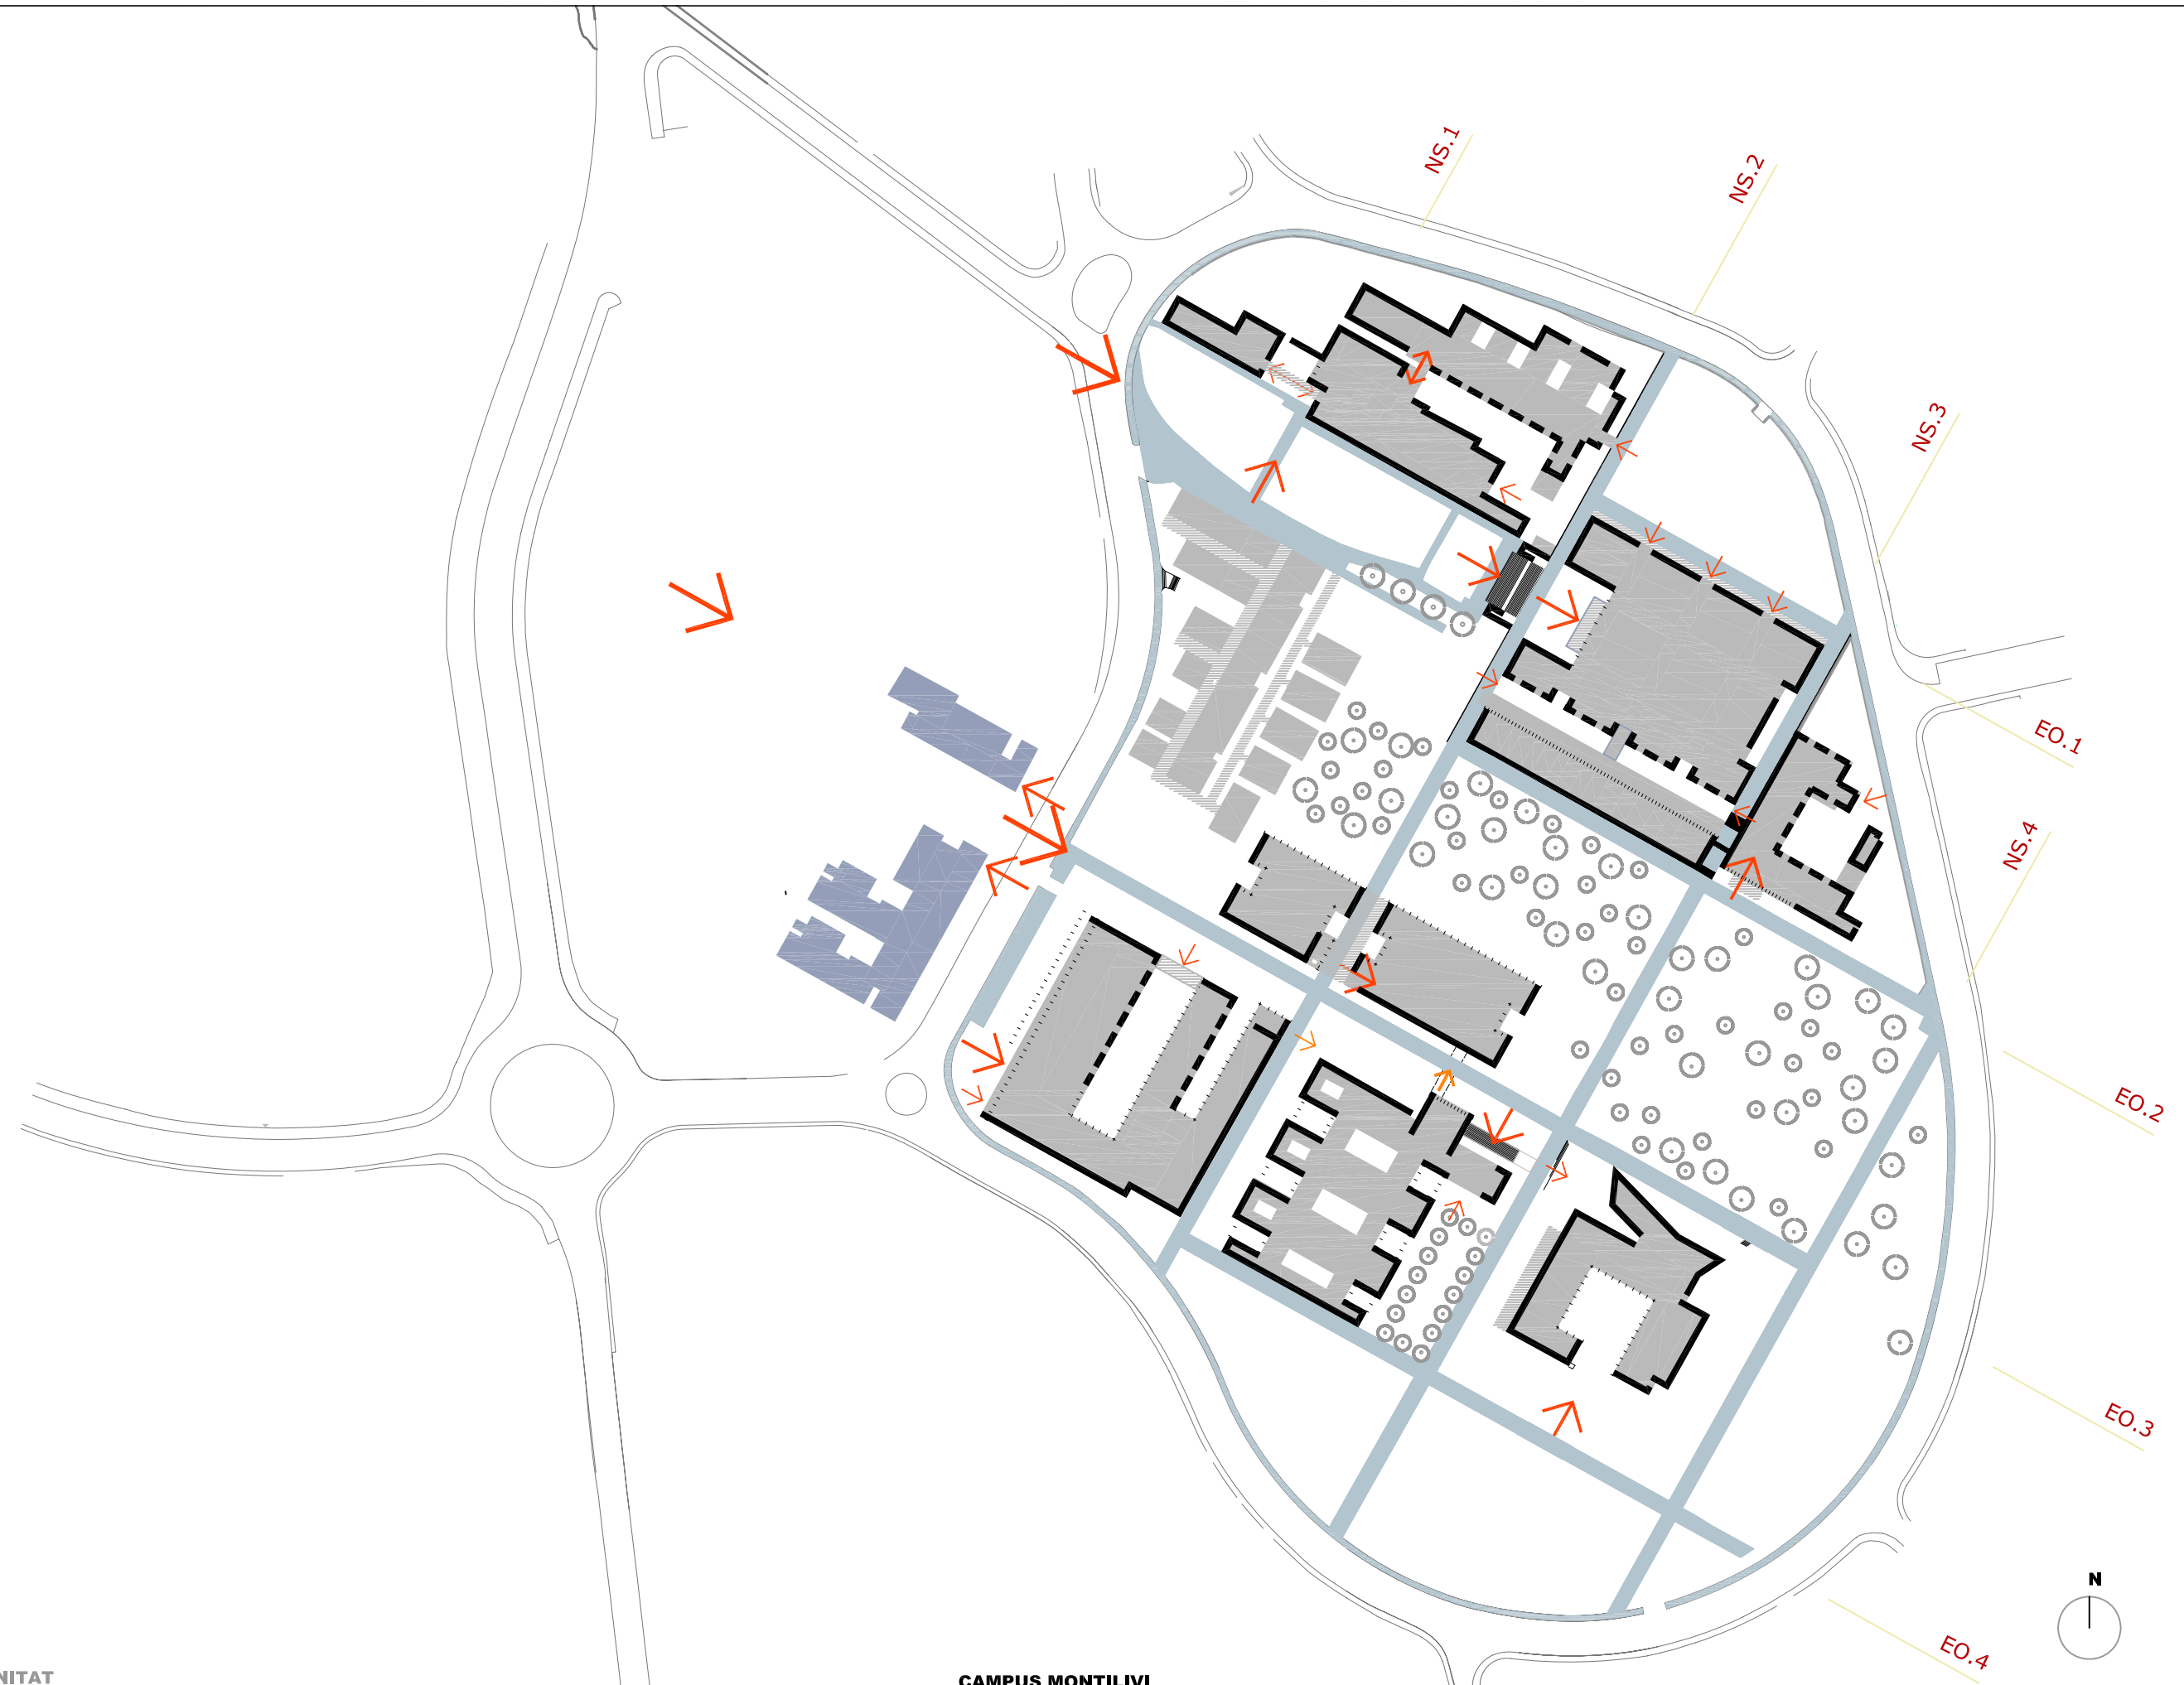 NS.1
NS.2
NS.3
EO.1
NS.4
EO.2
EO.3
N
EO.4
NITAT
CAMPUS MONTILIVI